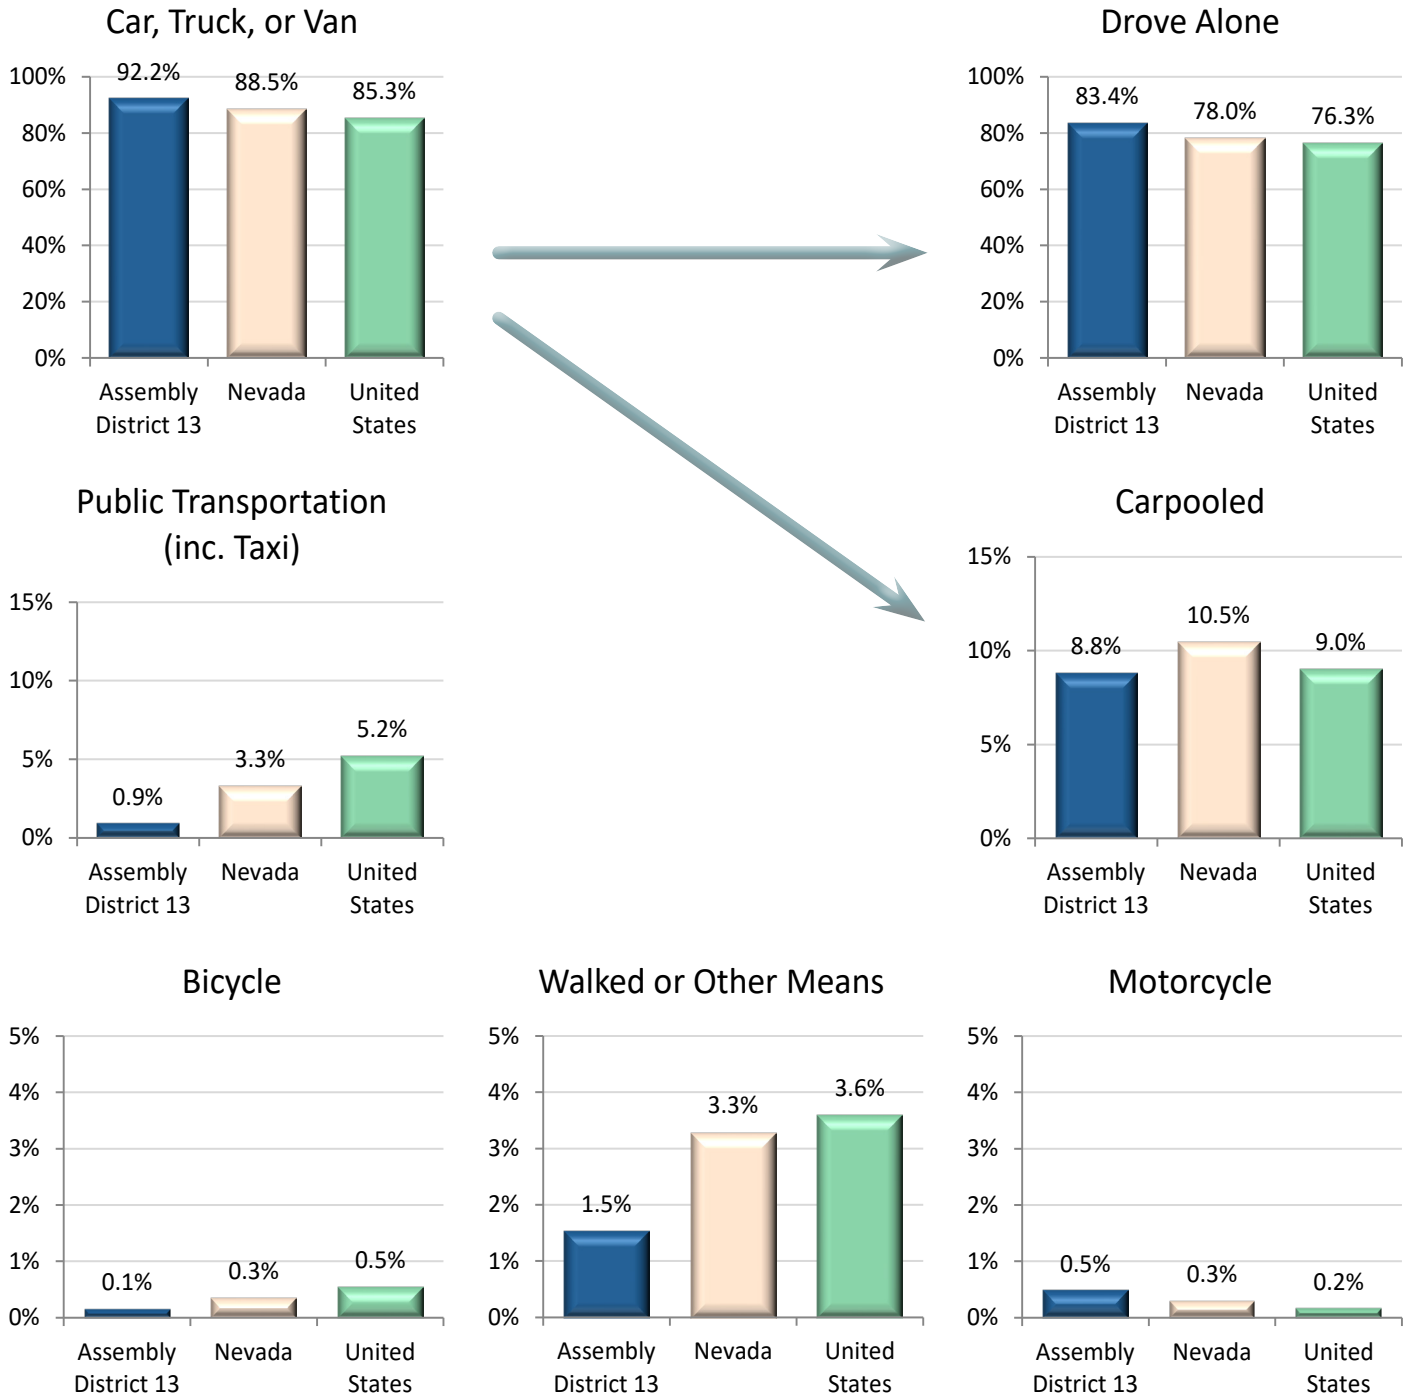 Car, Truck, or Van
100%
80%
60%
40%
20%
0%
92.2%
88.5%
85.3%
Assembly
District 13
Nevada
United
States
Drove Alone
100%
80%
60%
40%
20%
0%
83.4%
78.0%
76.3%
Assembly
District 13
Nevada
United
States
Public Transportation
(inc. Taxi)
15%
10%
5%
0%
0.9%
3.3%
5.2%
Assembly
District 13
Nevada
United
States
Carpooled
15%
10%
5%
0%
8.8%
10.5%
9.0%
Assembly
District 13
Nevada
United
States
Bicycle
5%
4%
3%
2%
1%
0%
0.1%
0.3%
0.5%
Assembly
District 13
Nevada
United
States
Walked or Other Means
5%
4%
3%
2%
1%
0%
1.5%
3.3%
3.6%
Assembly
District 13
Nevada
United
States
Motorcycle
5%
4%
3%
2%
1%
0%
0.5%
0.3%
0.2%
Assembly
District 13
Nevada
United
States